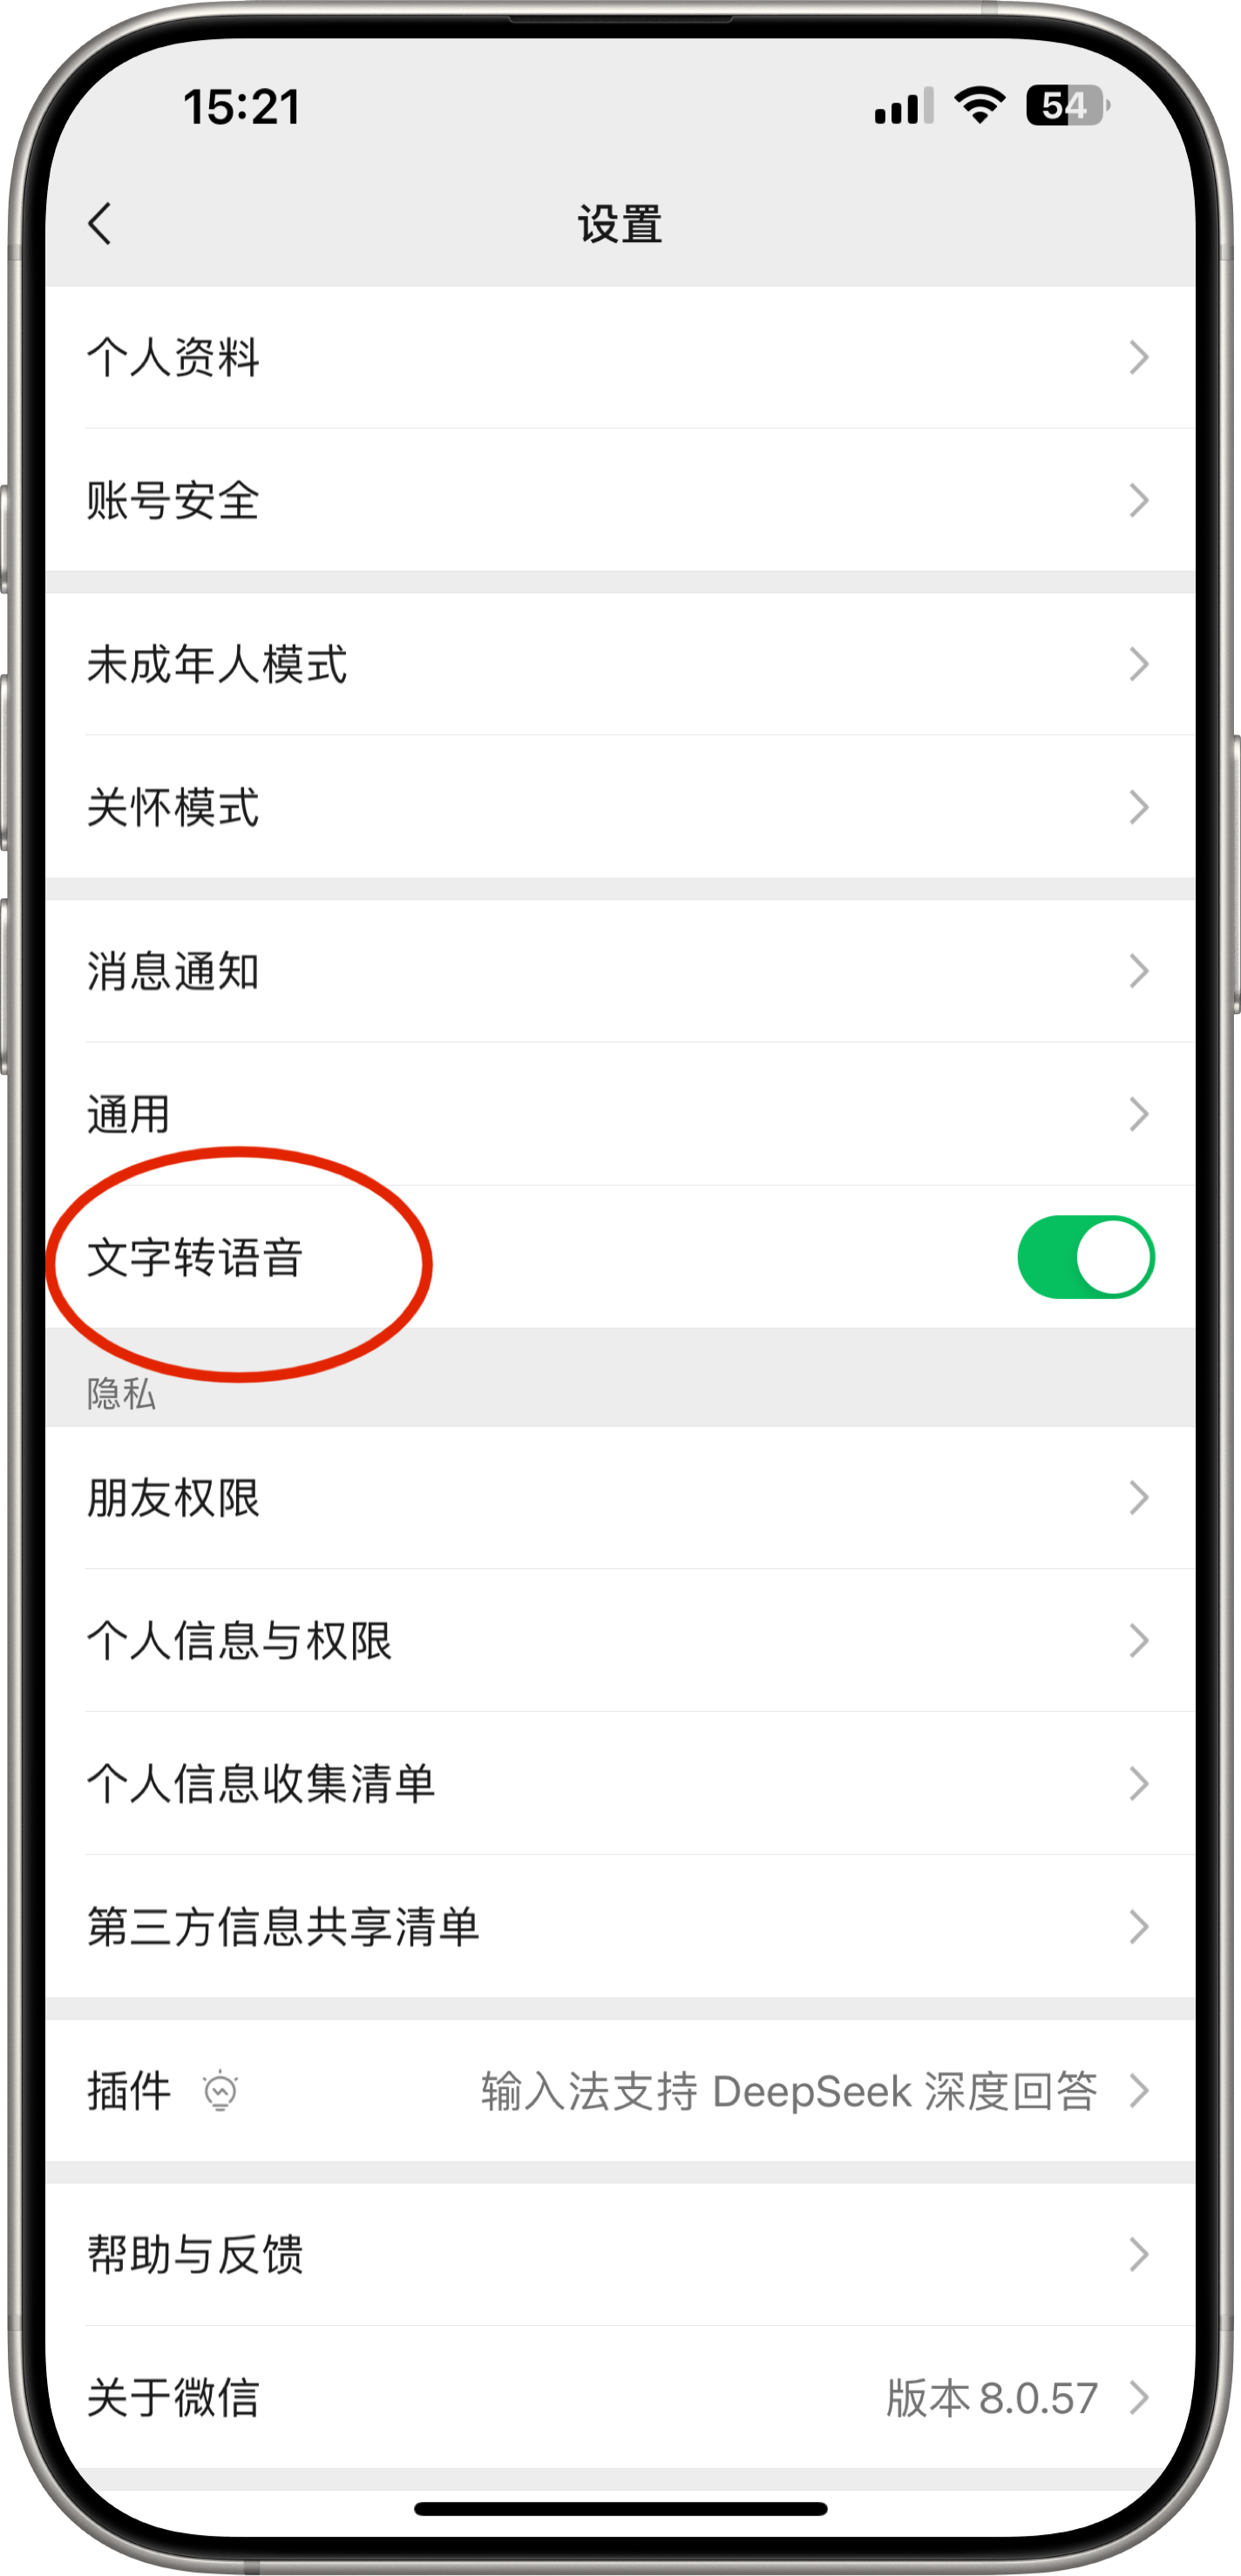 15:21
54
设置
个人资料
账号安全
未成年人模式
关怀模式
消息通知
通用
文字转语音
隐私
朋友权限
个人信息与权限
个人信息收集清单
第三方信息共享清单
插件 输入法支持 DeepSeek 深度回答
帮助与反馈
关于微信 版本 8.0.57